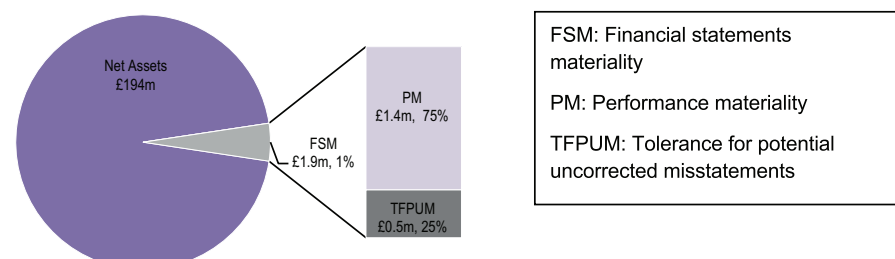 Net Assets
£194m
FSM
£1.9m, 1%
PM
£1.4m, 75%
TFPUM
£0.5m, 25%
FSM: Financial statements
materiality
PM: Performance materiality
TFPUM: Tolerance for potential
uncorrected misstatements